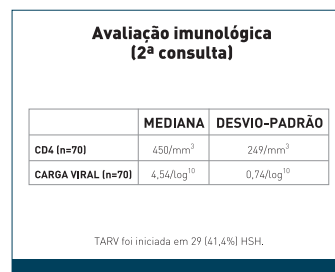 Avaliação imunológica
(2ª consulta)
MEDIANA DESVIO-PADRÃO
CD4 (n=70) 450/mm³ 249/mm³
CARGA VIRAL (n=70) 4,54/log¹⁰ 0,74/log¹⁰
TARV foi iniciada em 29 (41,4%) HSH.